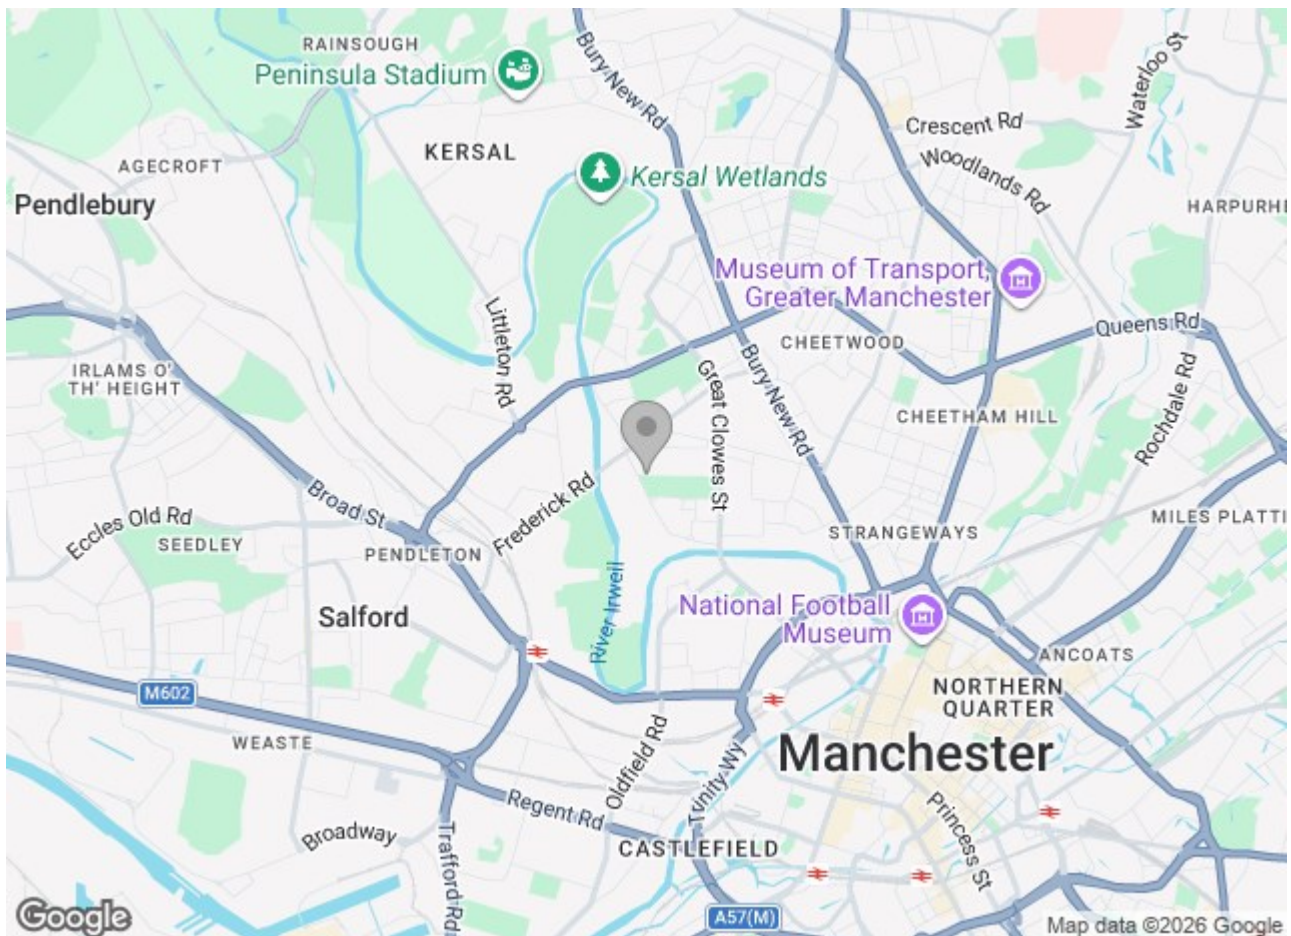 RAINSOUGH
Peninsula Stadium
Bury New Rd
Waterloo St
Crescent Rd
KERSAL
AGECROFT
Woodlands Rd
Kersal Wetlands
Pendlebury
HARPURHE
Museum of Transport,
Greater Manchester
Littleton Rd
Queens Rd
CHEETWOOD
IRLAMS O'
TH' HEIGHT
Great Clowes St
Bury New Rd
Rochdale Rd
CHEETHAM HILL
Broad St
Frederick Rd
Eccles Old Rd
SEEDLEY
PENDLETON
STRANGEWAYS
MILES PLATTI
River Irwell
Salford
National Football
Museum
ANCOATS
M602
NORTHERN
QUARTER
WEASTE
Oldfield Rd
Trinity Wy
Manchester
Regent Rd
Princess St
Broadway
Trafford Rd
CASTLEFIELD
A57(M)
Google
Map data ©2026 Google